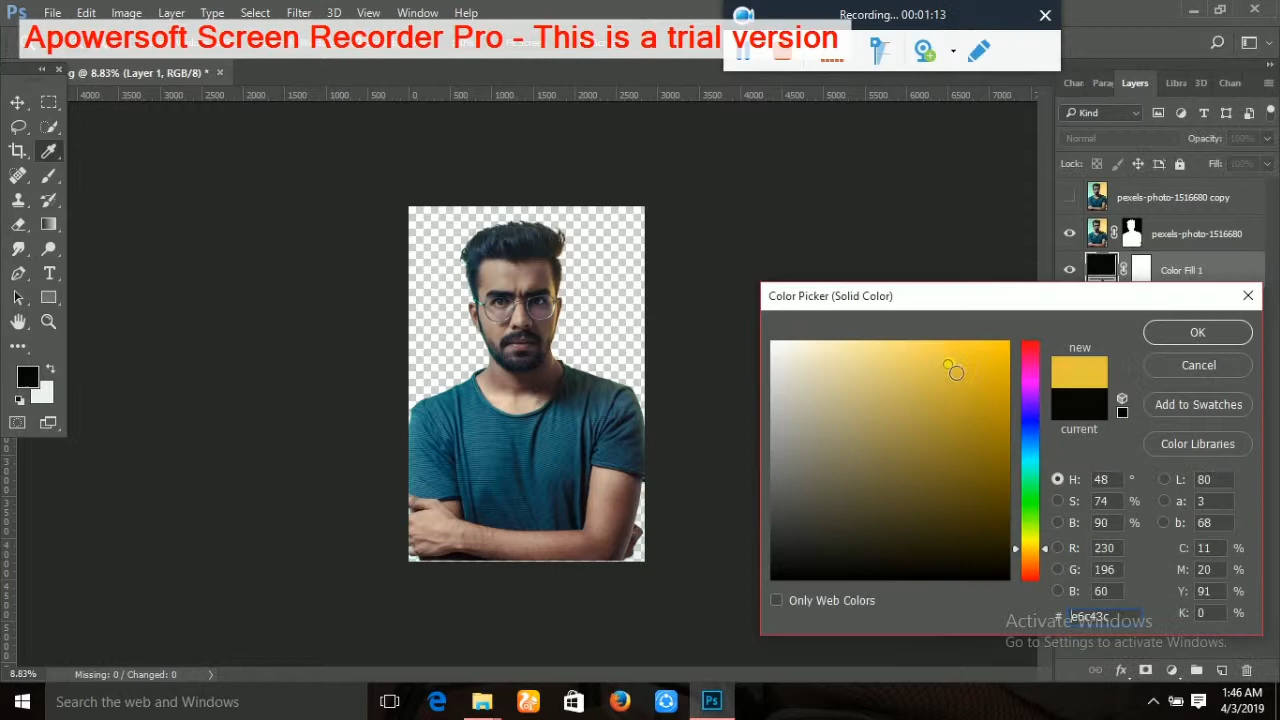 Ps File Edit Image Layer Type Select Filter 3D View Window Help
Recording... 00:01:13
Apowersoft Screen Recorder Pro - This is a trial version
g @ 8.83% (Layer 1, RGB/8) *
4000 3500 3000 2500 2000 1500 1000 500 0 500 1000 1500 2000 2500 3000 3500 4000 4500 5000 5500 6000 6500 7000
Char Para Layers Libra 3D Chan
Kind
Normal Opacity: 100%
Lock: Fill: 100%
pexels-photo-1516680 copy
pexels-photo-1516680
Color Fill 1
Color Picker (Solid Color)
OK
new
Cancel
Add to Swatches
current
Color Libraries
H: 48 ° L: 80
S: 74 % a: 3
B: 90 % b: 68
R: 230 C: 11 %
G: 196 M: 20 %
B: 60 Y: 91 %
# e6c43c K: 0 %
Only Web Colors
Activate Windows
Go to Settings to activate Windows.
8.83% Missing: 0 / Changed: 0
Search the web and Windows
Ps
1:46 AM
4/3/2019